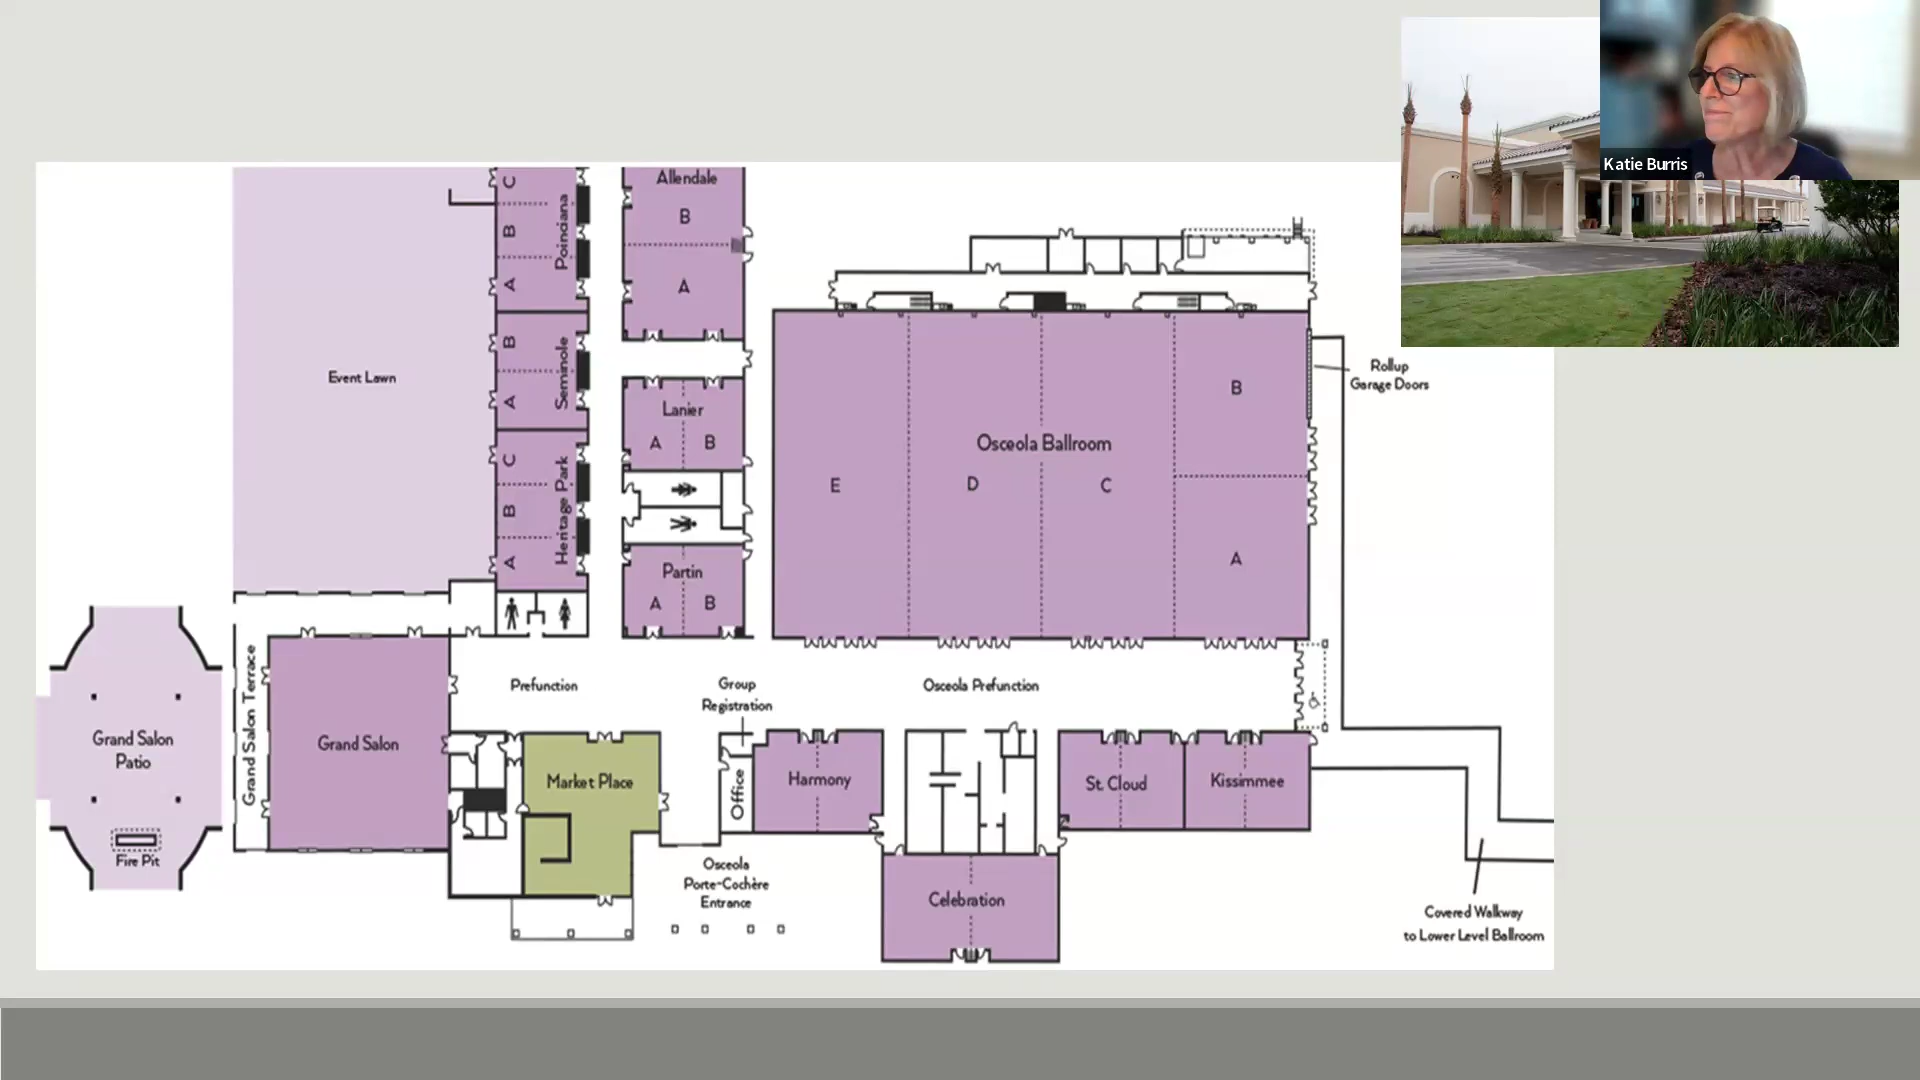 Katie Burris
Allendale
B
A
C
B
A
Poinciana
B
A
Seminole
C
B
A
Heritage Park
Event Lawn
Lanier
A B
Partin
A B
Osceola Ballroom
E
D
C
B
A
Rollup
Garage Doors
Prefunction
Group
Registration
Osceola Prefunction
Grand Salon
Patio
Fire Pit
Grand Salon Terrace
Grand Salon
Market Place
Office
Harmony
St. Cloud
Kissimmee
Osceola
Porte-Cochère
Entrance
Celebration
Covered Walkway
to Lower Level Ballroom